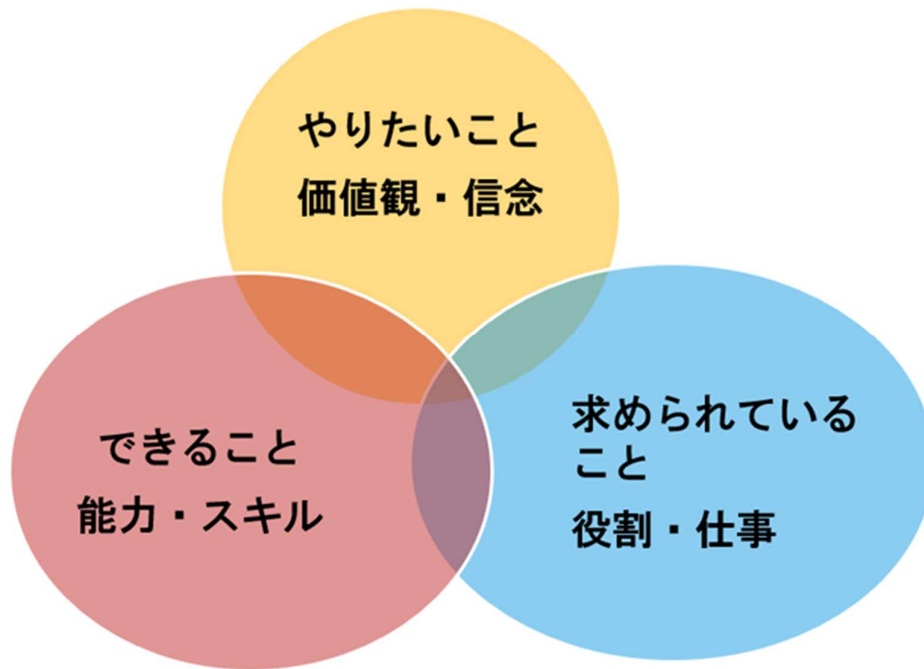 やりたいこと
価値観・信念
できること
能力・スキル
求められている
こと
役割・仕事